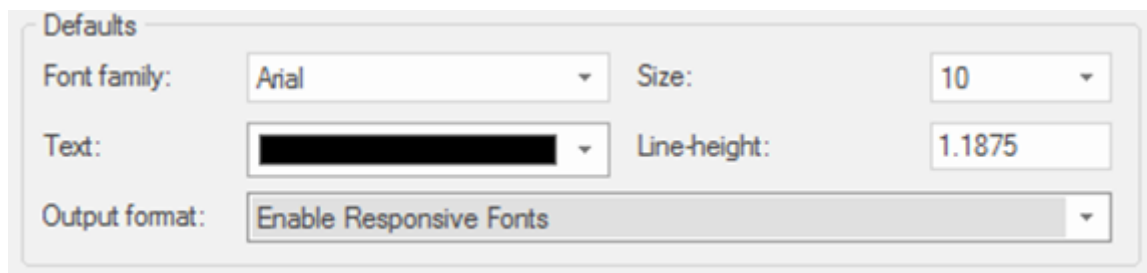 Defaults
Font family: Arial Size: 10
Text: Line-height: 1.1875
Output format: Enable Responsive Fonts